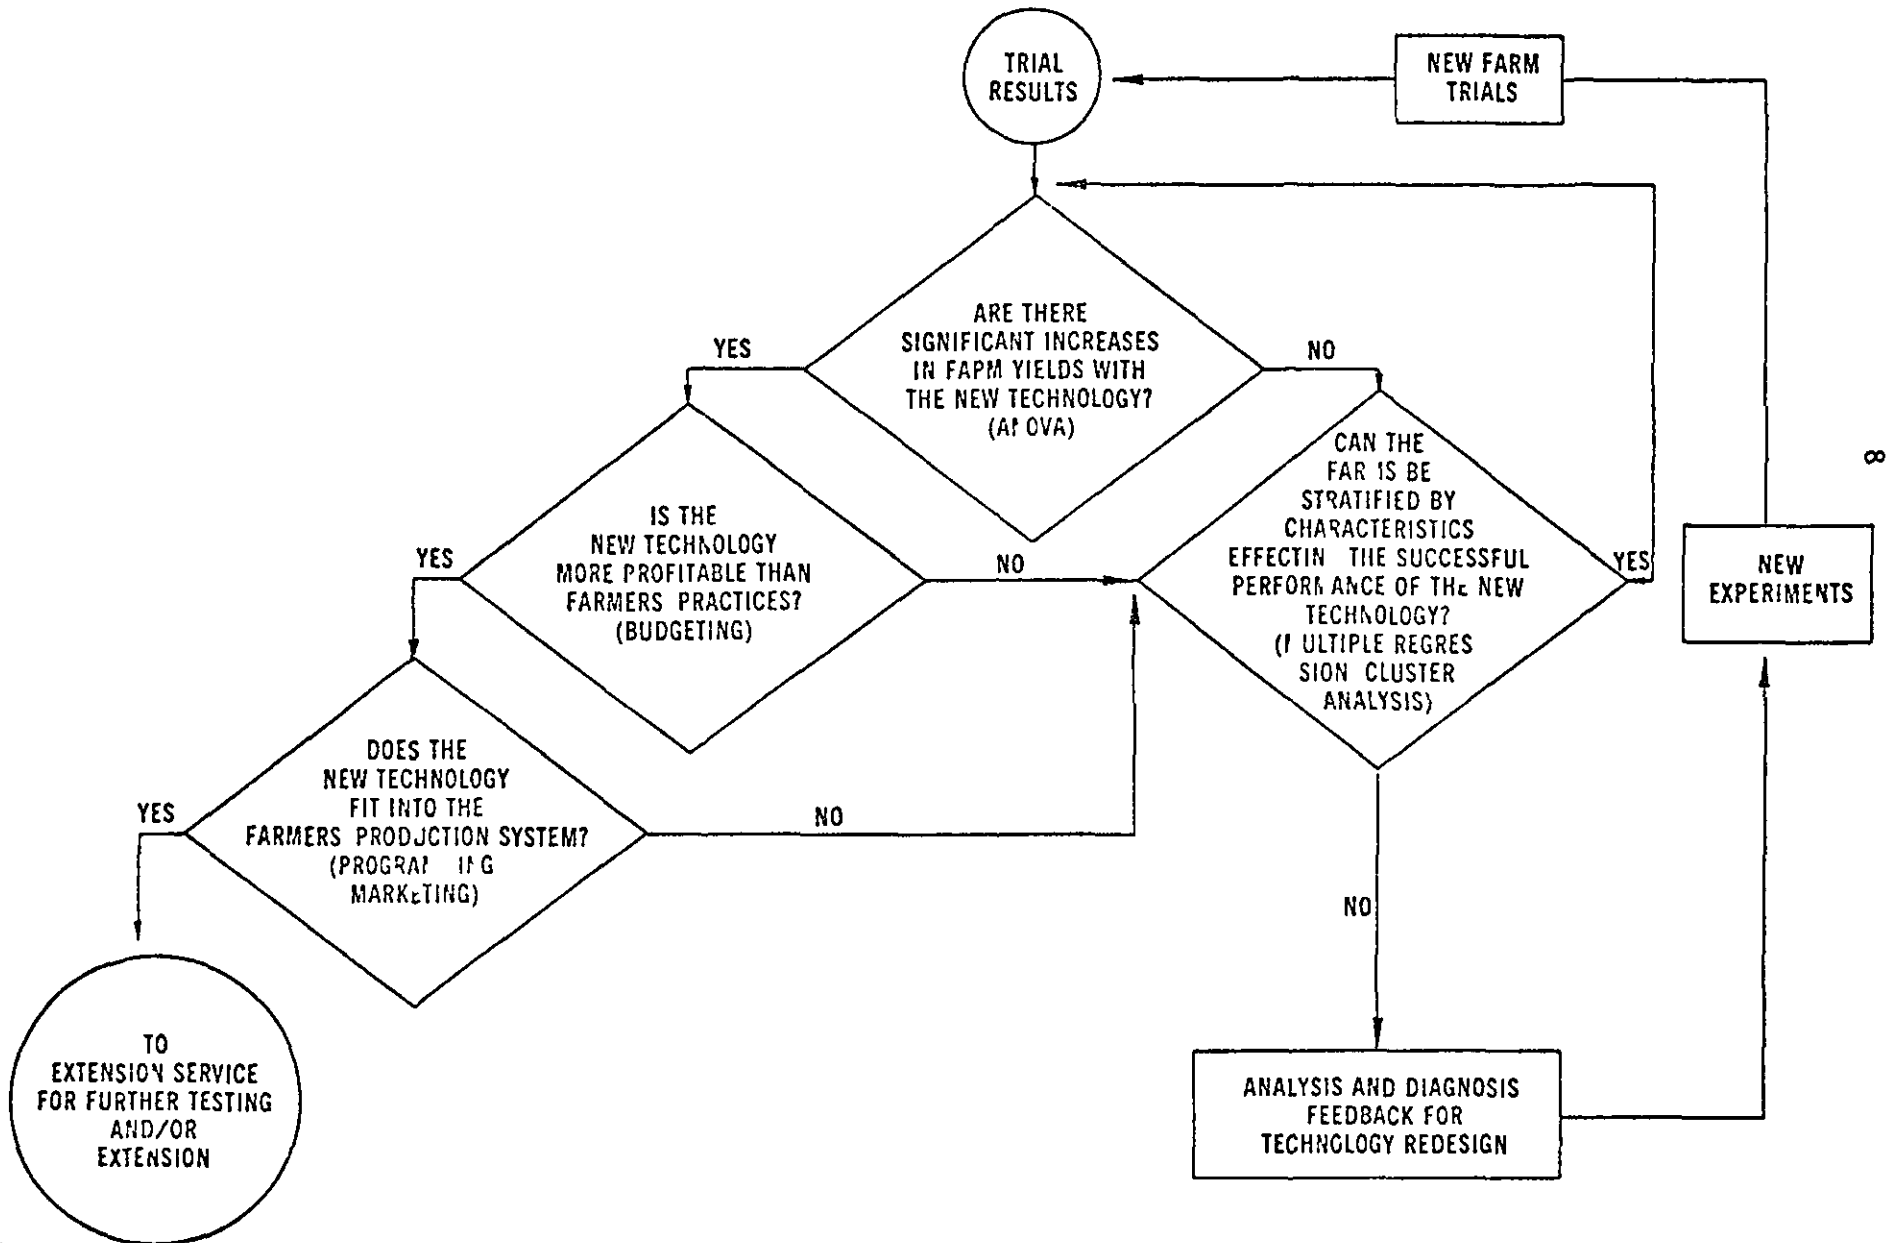 TRIAL
RESULTS
NEW FARM
TRIALS
ARE THERE
SIGNIFICANT INCREASES
IN FAPM YIELDS WITH
THE NEW TECHNOLOGY?
(A OVA)
YES
NO
IS THE
NEW TECHNOLOGY
MORE PROFITABLE THAN
FARMERS PRACTICES?
(BUDGETING)
YES
NO
CAN THE
FAR IS BE
STRATIFIED BY
CHARACTERISTICS
EFFECTIN THE SUCCESSFUL
PERFOR ANCE OF THE NEW
TECHNOLOGY?
( ULTIPLE REGRES
SION CLUSTER
ANALYSIS)
YES
NO
8
NEW
EXPERIMENTS
DOES THE
NEW TECHNOLOGY
FIT INTO THE
FARMERS PRODUCTION SYSTEM?
(PROGRA I G
MARKETING)
YES
NO
TO
EXTENSION SERVICE
FOR FURTHER TESTING
AND/OR
EXTENSION
ANALYSIS AND DIAGNOSIS
FEEDBACK FOR
TECHNOLOGY REDESIGN